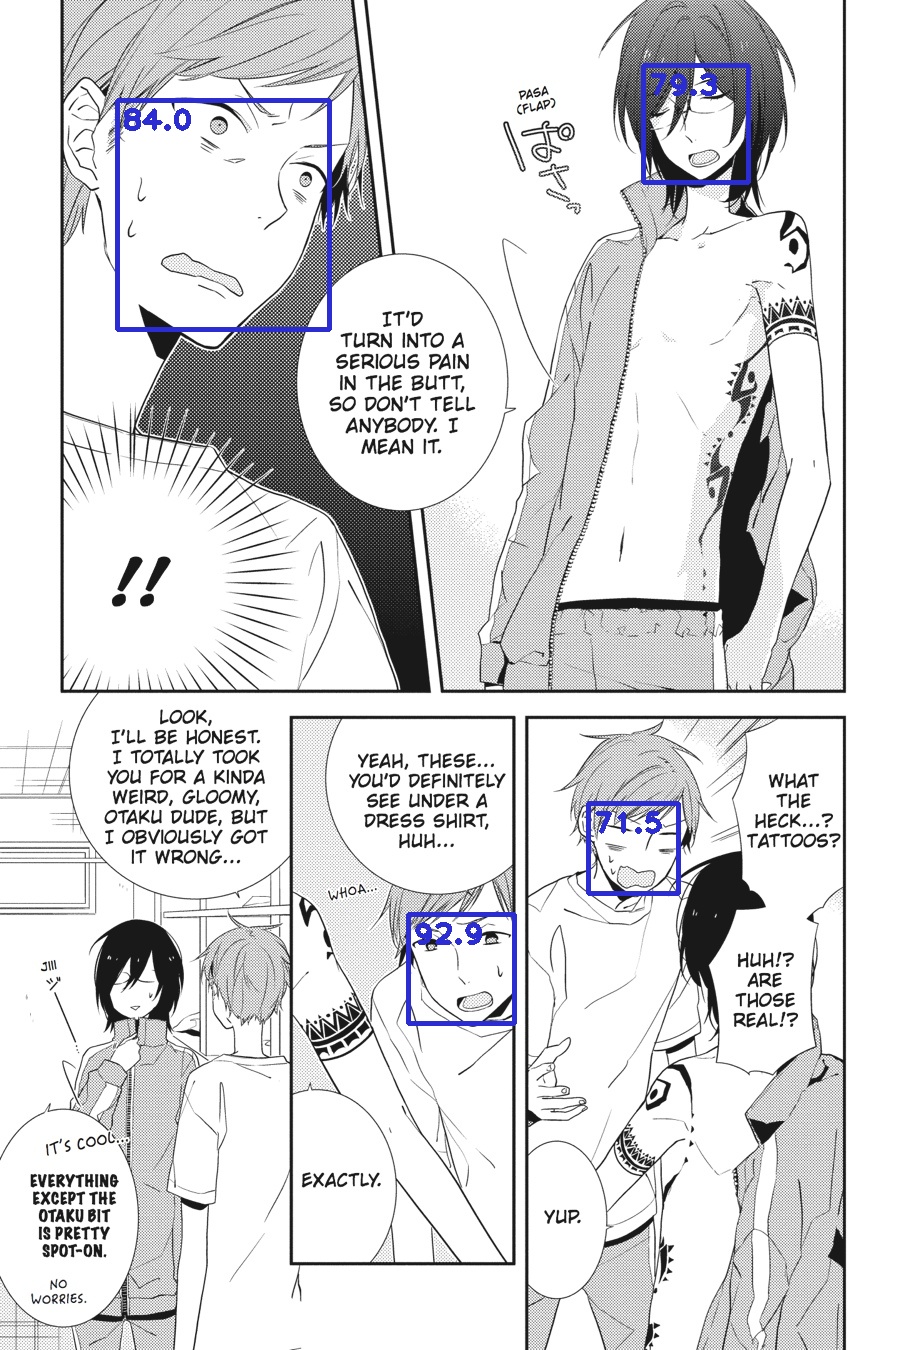 PASA
(FLAP)
ぱさっ
79.3
84.0
IT'D
TURN INTO A
SERIOUS PAIN
IN THE BUTT,
SO DON'T TELL
ANYBODY. I
MEAN IT.
!!
WHAT
THE
HECK...?
TATTOOS?
71.5
HUH!?
ARE
THOSE
REAL!?
YUP.
YEAH, THESE...
YOU'D DEFINITELY
SEE UNDER A
DRESS SHIRT,
HUH...
WHOA...
92.9
EXACTLY.
LOOK,
I'LL BE HONEST.
I TOTALLY TOOK
YOU FOR A KINDA
WEIRD, GLOOMY,
OTAKU DUDE, BUT
I OBVIOUSLY GOT
IT WRONG...
JIII
IT'S COOL...
EVERYTHING
EXCEPT THE
OTAKU BIT
IS PRETTY
SPOT-ON.
NO
WORRIES.